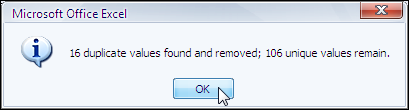 Microsoft Office Excel
16 duplicate values found and removed; 106 unique values remain.
OK